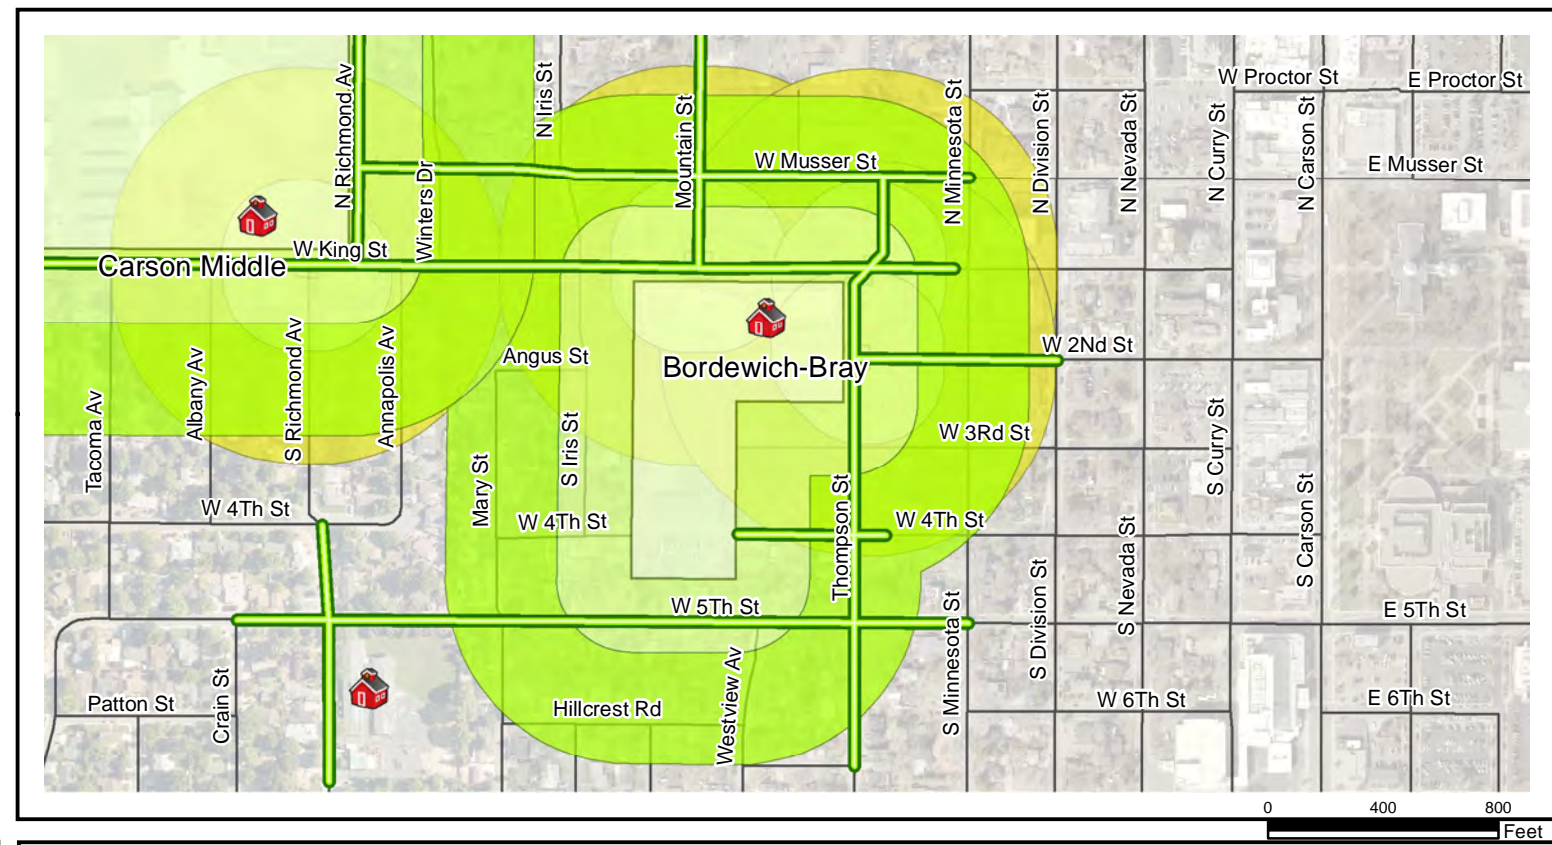 W Proctor St
E Proctor St
N Richmond Av
N Iris St
Mountain St
N Minnesota St
N Division St
N Nevada St
N Curry St
N Carson St
W Musser St
E Musser St
Winters Dr
W King St
Carson Middle
Bordewich-Bray
W 2Nd St
Angus St
Tacoma Av
Albany Av
S Richmond Av
Annapolis Av
Mary St
S Iris St
W 3Rd St
S Curry St
S Carson St
W 4Th St
W 4Th St
W 4Th St
Thompson St
S Division St
S Nevada St
W 5Th St
E 5Th St
S Minnesota St
Crain St
Patton St
Hillcrest Rd
Westview Av
W 6Th St
E 6Th St
0 400 800
Feet